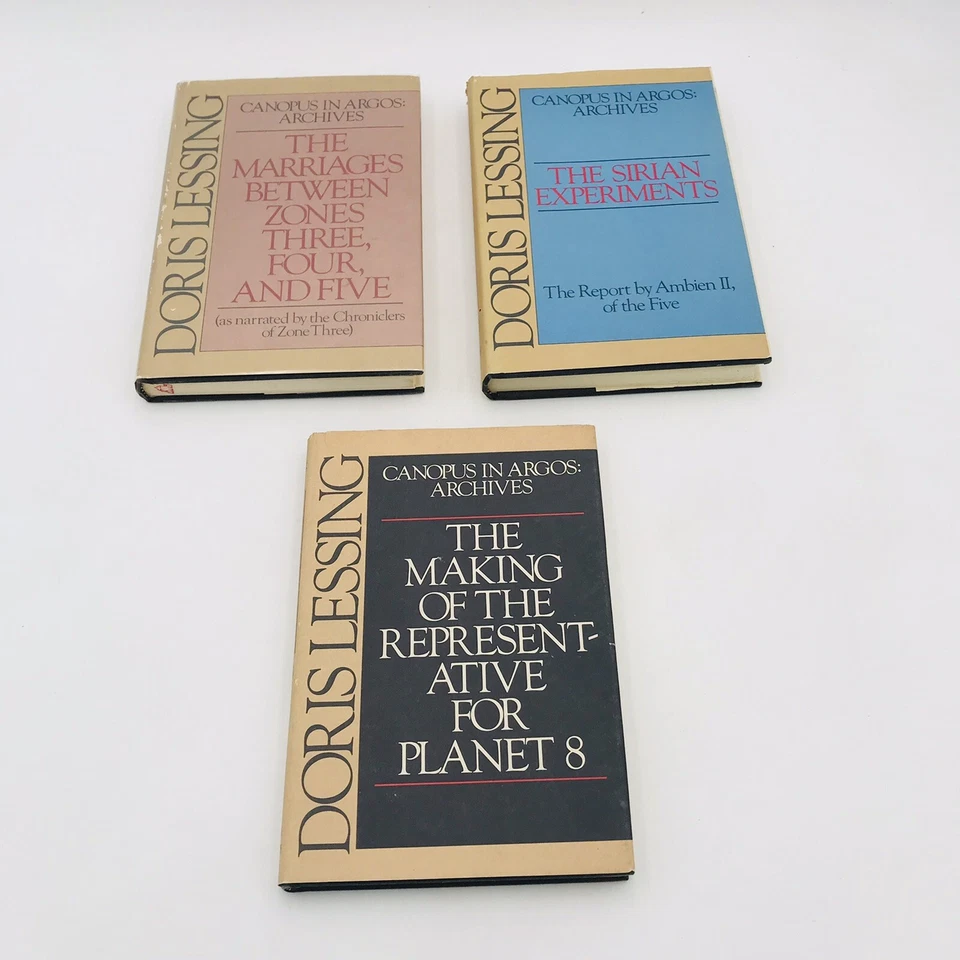 DORIS LESSING
CANOPUS IN ARGOS:
ARCHIVES
THE
MARRIAGES
BETWEEN
ZONES
THREE,
FOUR,
AND FIVE
(as narrated by the Chroniclers
of Zone Three)
DORIS LESSING
CANOPUS IN ARGOS:
ARCHIVES
THE SIRIAN
EXPERIMENTS
The Report by Ambien II,
of the Five
DORIS LESSING
CANOPUS IN ARGOS:
ARCHIVES
THE
MAKING
OF THE
REPRESENT-
ATIVE
FOR
PLANET 8